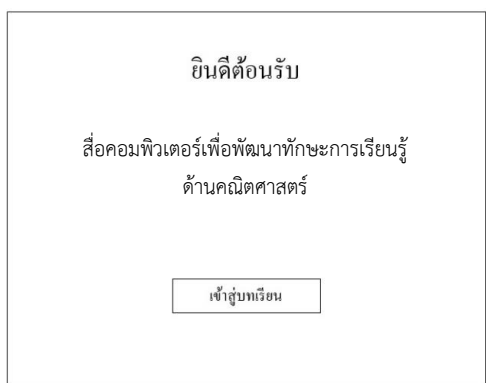 ยินดีต้อนรับ
สื่อคอมพิวเตอร์เพื่อพัฒนาทักษะการเรียนรู้
ด้านคณิตศาสตร์
เข้าสู่บทเรียน